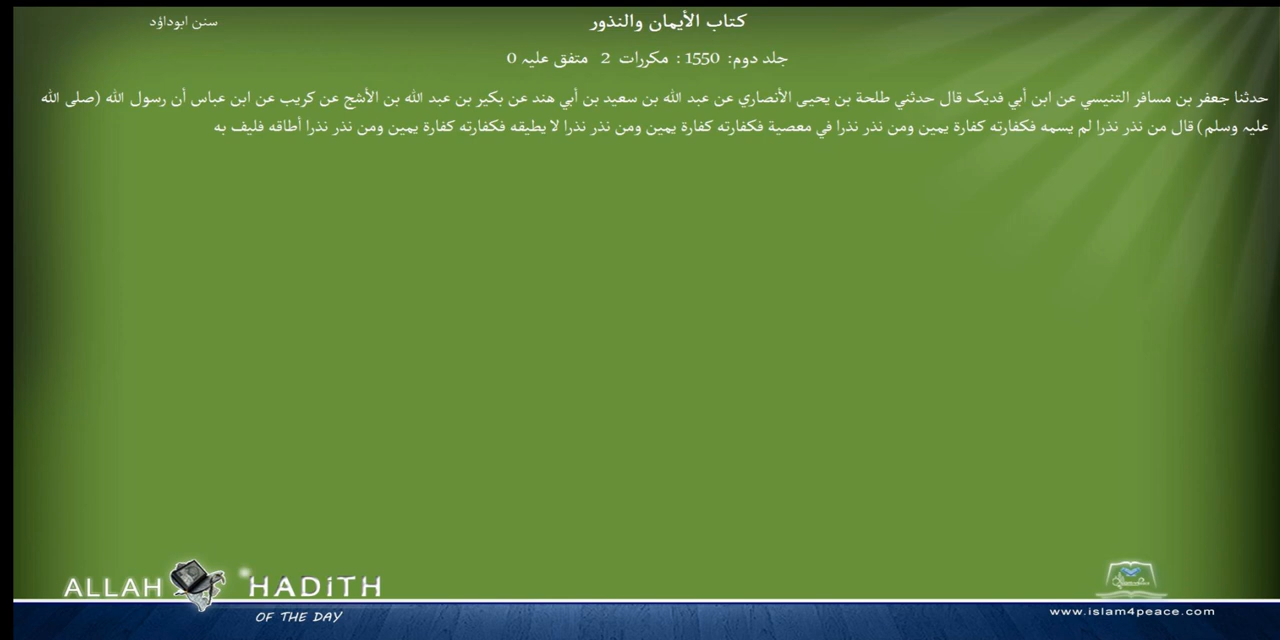 كتاب الأيمان والنذور
سنن ابوداؤد
جلد دوم: 1550 : مکررات 2 متفق علیہ 0
حدثنا جعفر بن مسافر التنيسي عن ابن أبي فديک قال حدثني طلحة بن يحيى الأنصاري عن عبد الله بن سعيد بن أبي هند عن بكير بن عبد الله بن الأشج عن كريب عن ابن عباس أن رسول الله (صلی اللہ
علیہ وسلم) قال من نذر نذرا لم يسمه فكفارته كفارة يمين ومن نذر نذرا في معصية فكفارته كفارة يمين ومن نذر نذرا لا يطيقه فكفارته كفارة يمين ومن نذر نذرا أطاقه فليف به
ALLAH HADITH
OF THE DAY
www.islam4peace.com